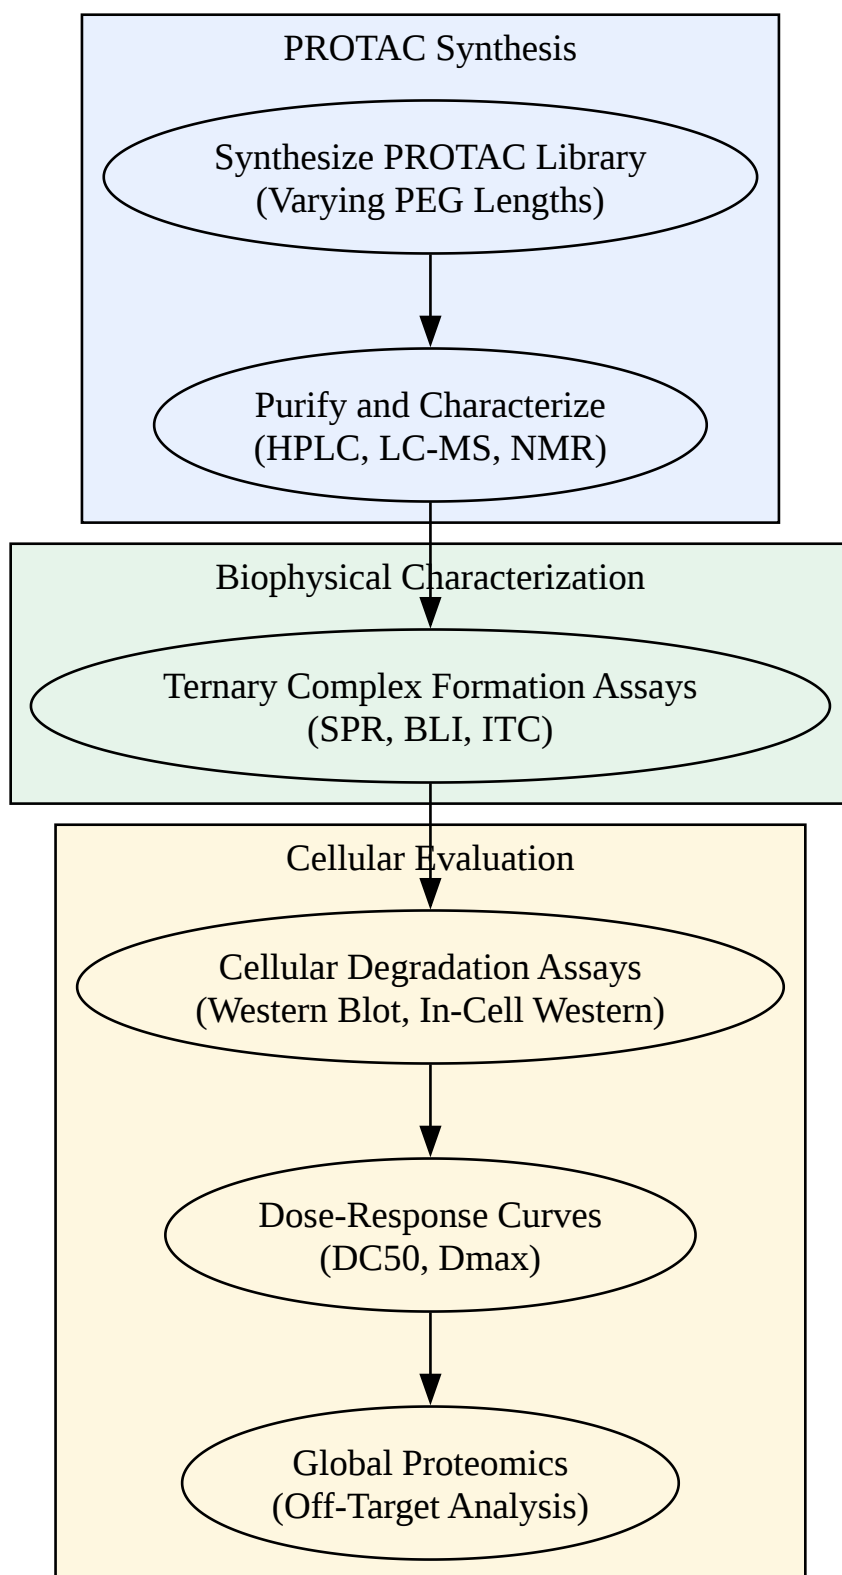 PROTAC Synthesis
Synthesize PROTAC Library
(Varying PEG Lengths)
Purify and Characterize
(HPLC, LC-MS, NMR)
Biophysical Characterization
Ternary Complex Formation Assays
(SPR, BLI, ITC)
Cellular Evaluation
Cellular Degradation Assays
(Western Blot, In-Cell Western)
Dose-Response Curves
(DC50, Dmax)
Global Proteomics
(Off-Target Analysis)